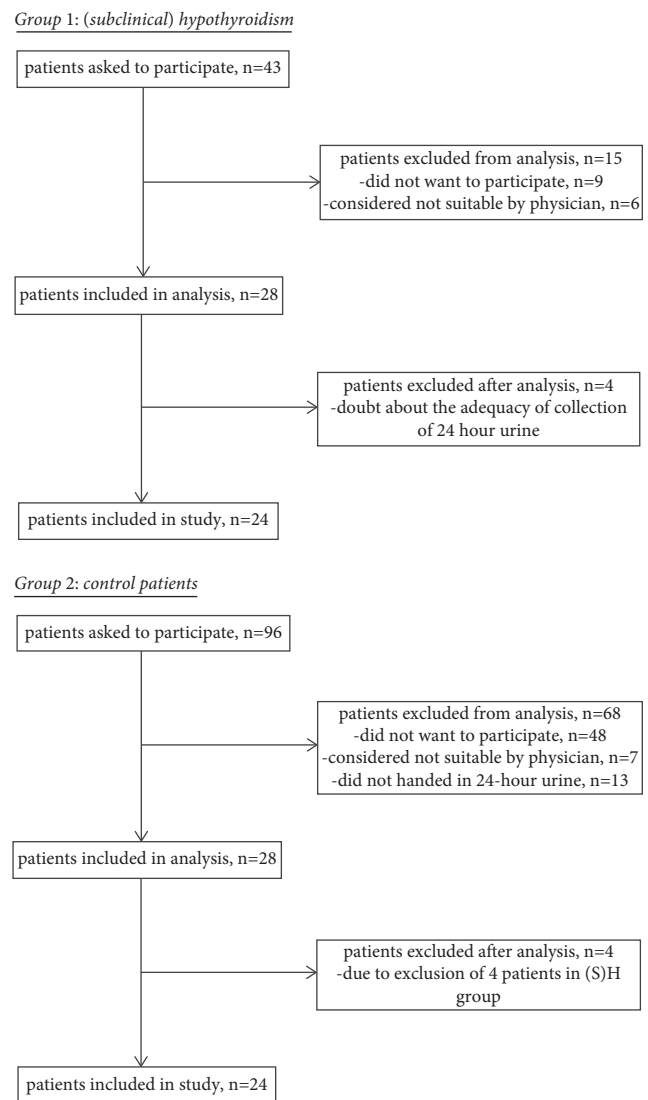 Group 1: (subclinical) hypothyroidism
patients asked to participate, n=43
patients excluded from analysis, n=15
-did not want to participate, n=9
-considered not suitable by physician, n=6
patients included in analysis, n=28
patients excluded after analysis, n=4
-doubt about the adequacy of collection
of 24 hour urine
patients included in study, n=24
Group 2: control patients
patients asked to participate, n=96
patients excluded from analysis, n=68
-did not want to participate, n=48
-considered not suitable by physician, n=7
-did not handed in 24-hour urine, n=13
patients included in analysis, n=28
patients excluded after analysis, n=4
-due to exclusion of 4 patients in (S)H
group
patients included in study, n=24